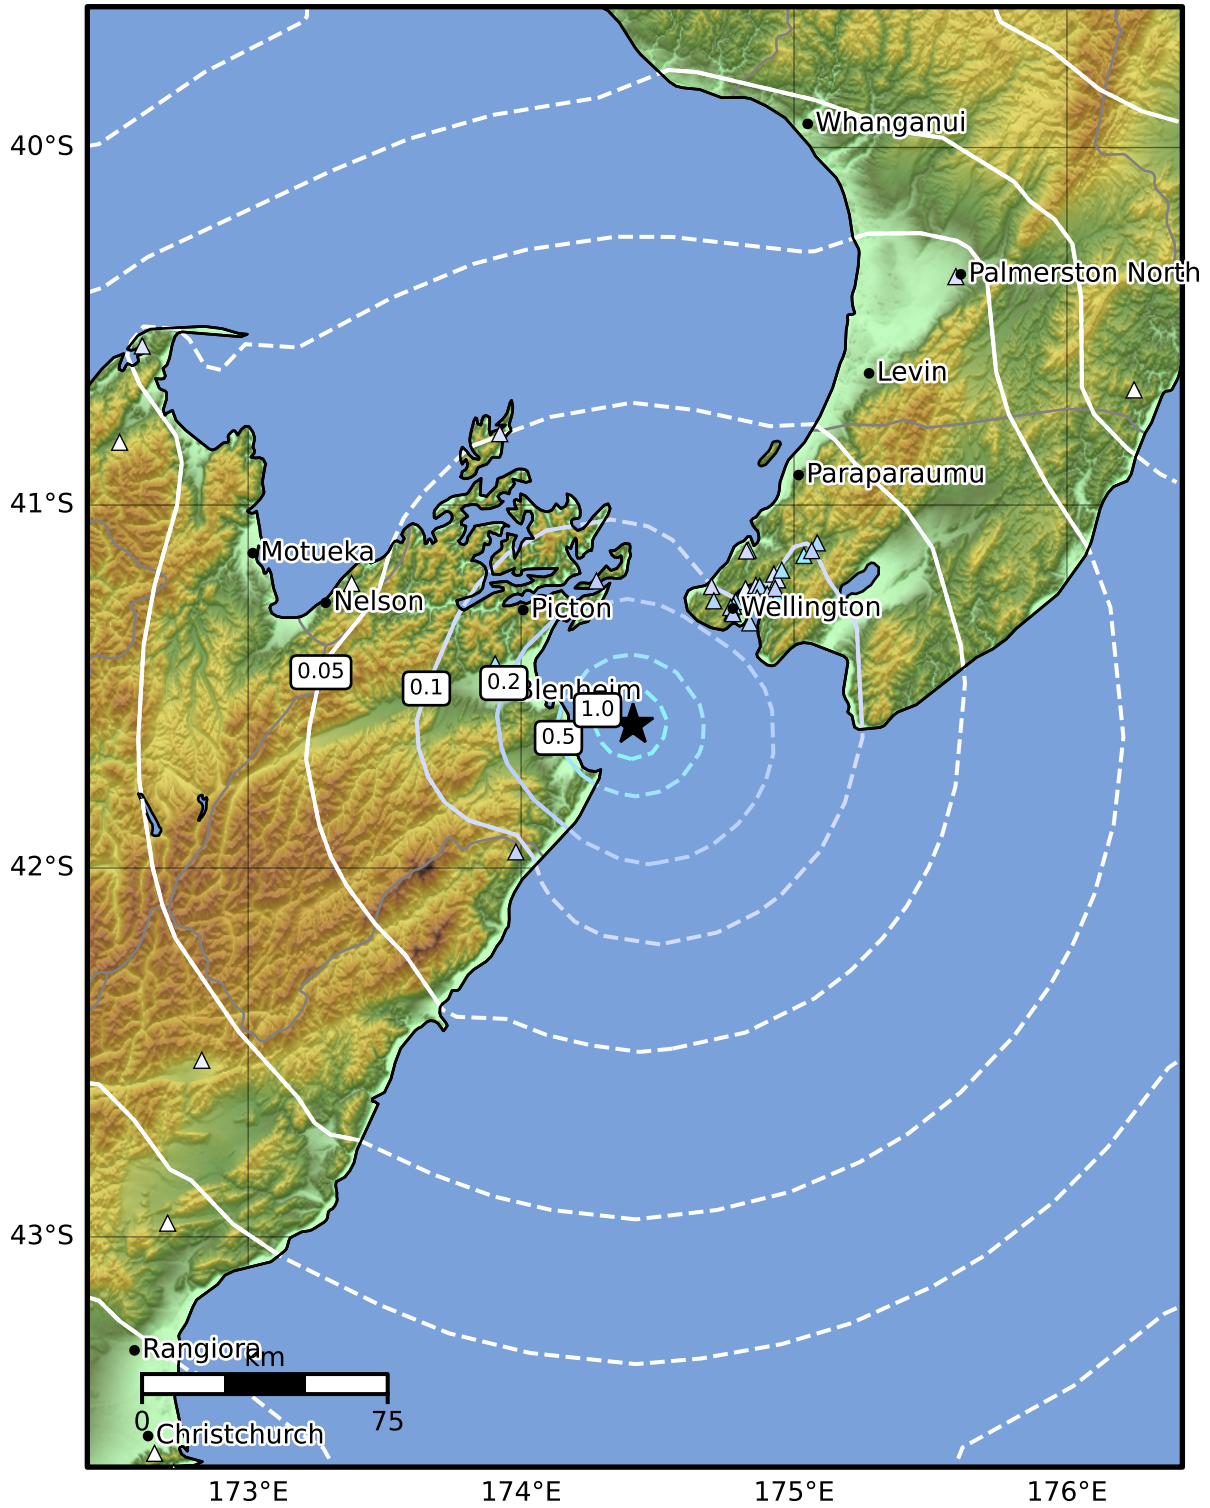 40°S
Whanganui
Palmerston North
Levin
Paraparaumu
41°S
Motueka
Nelson
Picton
Wellington
0.05
0.1
0.2
Blenheim
1.0
0.5
42°S
43°S
Rangiora
km
0
75
Christchurch
173°E
174°E
175°E
176°E